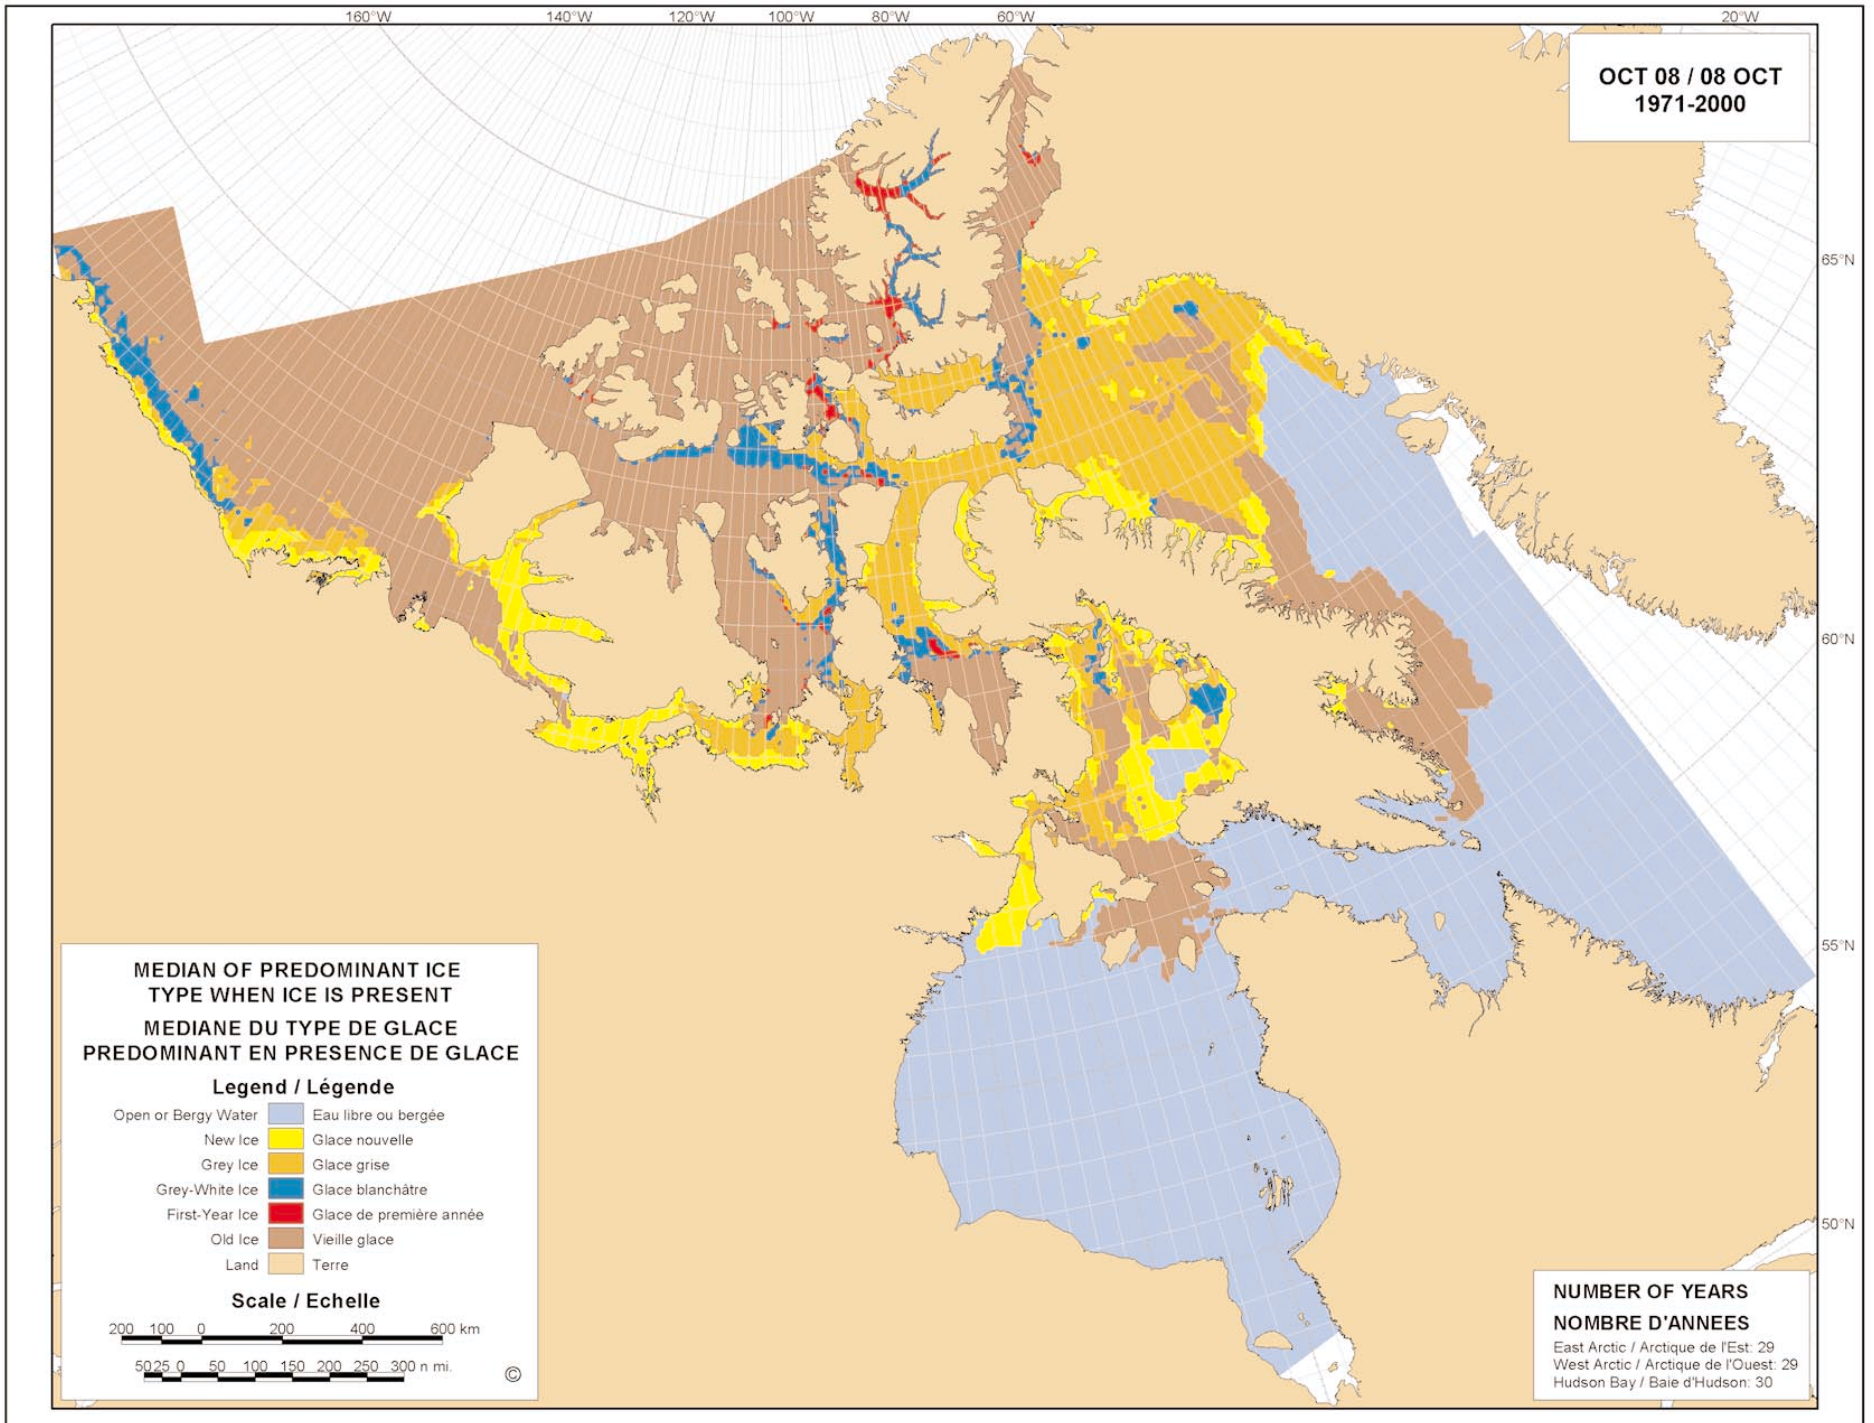 160°W 140°W 120°W 100°W 80°W 60°W 20°W
OCT 08 / 08 OCT
1971-2000
65°N
60°N
55°N
50°N
MEDIAN OF PREDOMINANT ICE
TYPE WHEN ICE IS PRESENT
MEDIANE DU TYPE DE GLACE
PREDOMINANT EN PRESENCE DE GLACE
Legend / Légende
Open or Bergy Water Eau libre ou bergée
New Ice Glace nouvelle
Grey Ice Glace grise
Grey-White Ice Glace blanchâtre
First-Year Ice Glace de première année
Old Ice Vieille glace
Land Terre
Scale / Echelle
200 100 0 200 400 600 km
50 25 0 50 100 150 200 250 300 n mi.
©
NUMBER OF YEARS
NOMBRE D'ANNEES
East Arctic / Arctique de l'Est: 29
West Arctic / Arctique de l'Ouest: 29
Hudson Bay / Baie d'Hudson: 30